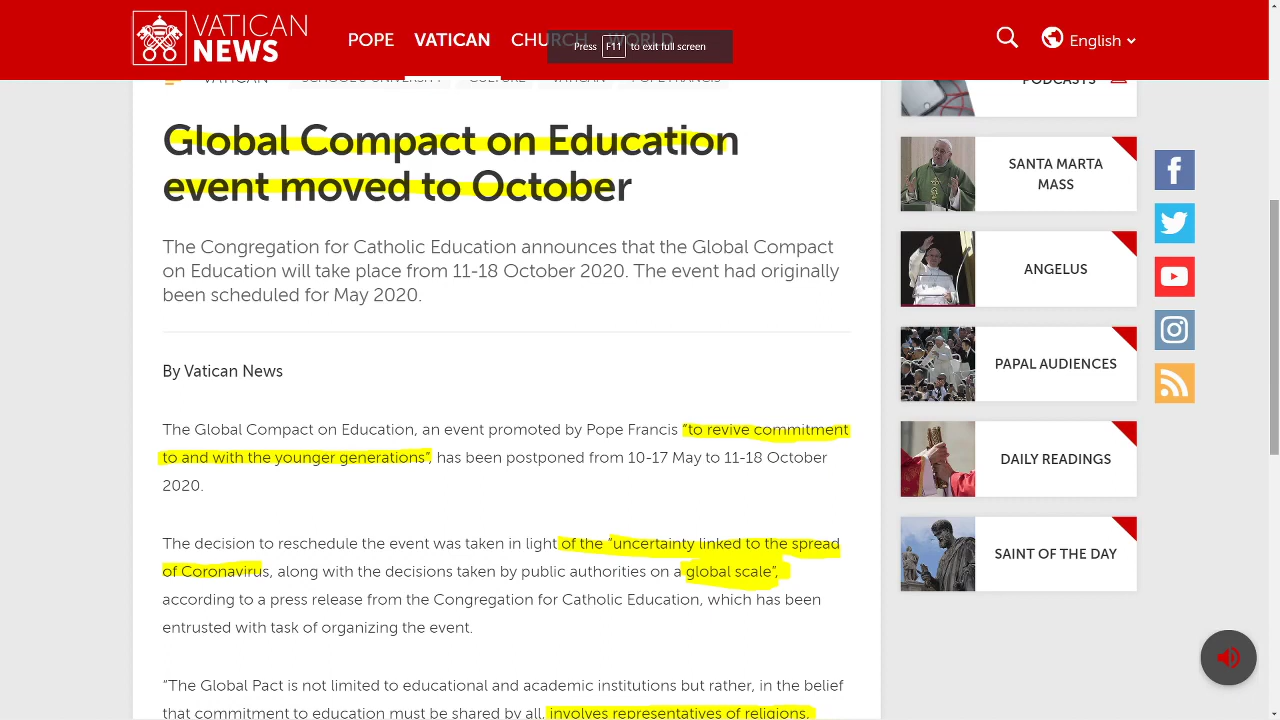 VATICAN
NEWS
POPE VATICAN CHURCH WORLD
Press F11 to exit full screen
English
VATICAN SCHOOLS UNIVERSITY CULTURE VATICAN POPE FRANCIS
Global Compact on Education
event moved to October
The Congregation for Catholic Education announces that the Global Compact
on Education will take place from 11-18 October 2020. The event had originally
been scheduled for May 2020.
By Vatican News
The Global Compact on Education, an event promoted by Pope Francis “to revive commitment
to and with the younger generations”, has been postponed from 10-17 May to 11-18 October
2020.
The decision to reschedule the event was taken in light of the “uncertainty linked to the spread
of Coronavirus, along with the decisions taken by public authorities on a global scale”,
according to a press release from the Congregation for Catholic Education, which has been
entrusted with task of organizing the event.
“The Global Pact is not limited to educational and academic institutions but rather, in the belief
that commitment to education must be shared by all, involves representatives of religions,
PODCASTS
SANTA MARTA
MASS
ANGELUS
PAPAL AUDIENCES
DAILY READINGS
SAINT OF THE DAY